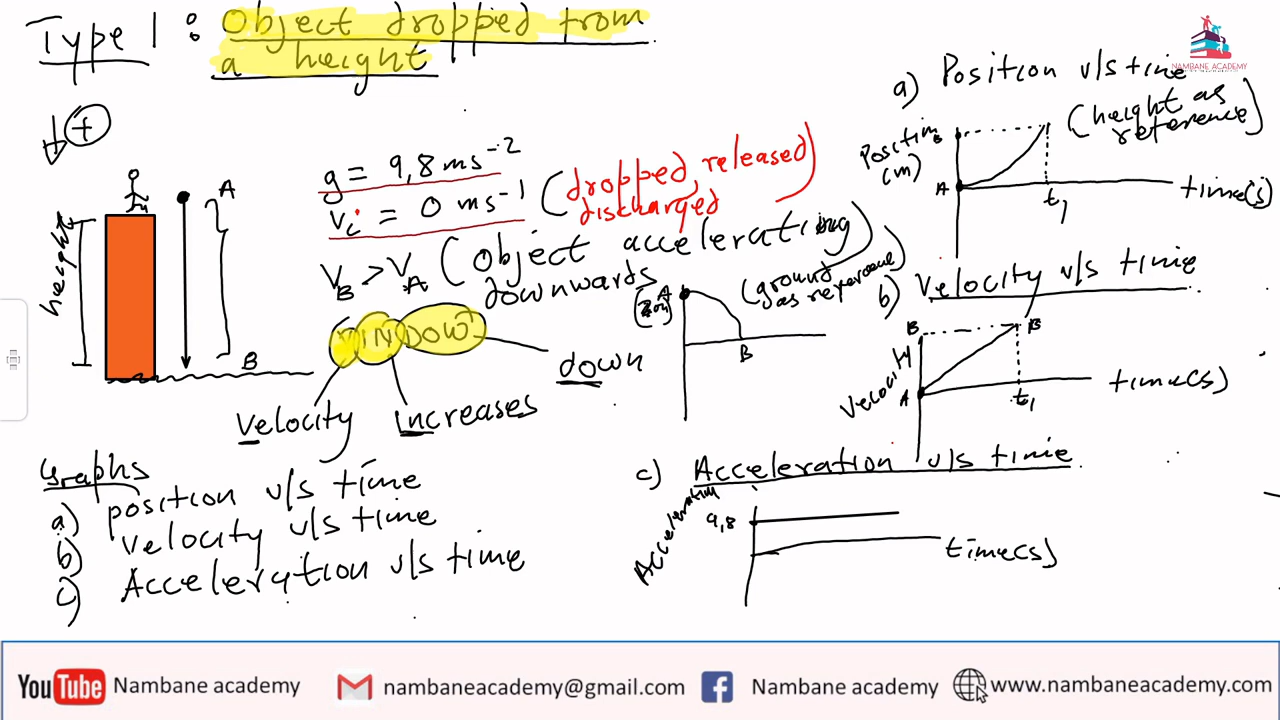 Type 1 : Object dropped from
a height
NAMBANE ACADEMY
+
g = 9,8 ms⁻²
vi = 0 ms⁻¹ (dropped, released
discharged)
VB > VA (Object accelerating)
downwards
A
height
B
VINDOW
down
Velocity
Increases
Graphs
a) position v/s time
b) velocity v/s time
c) Acceleration v/s time
a) Position v/s time
(height as
reference)
Position
(m)
B
A
time(s)
t1
(ground
as reference)
A
B
b) Velocity v/s time
B
B
Velocity
A
time(s)
t1
c) Acceleration v/s time
Acceleration
9,8
time(s)
YouTube Nambane academy
nambaneacademy@gmail.com
Nambane academy
www.nambaneacademy.com